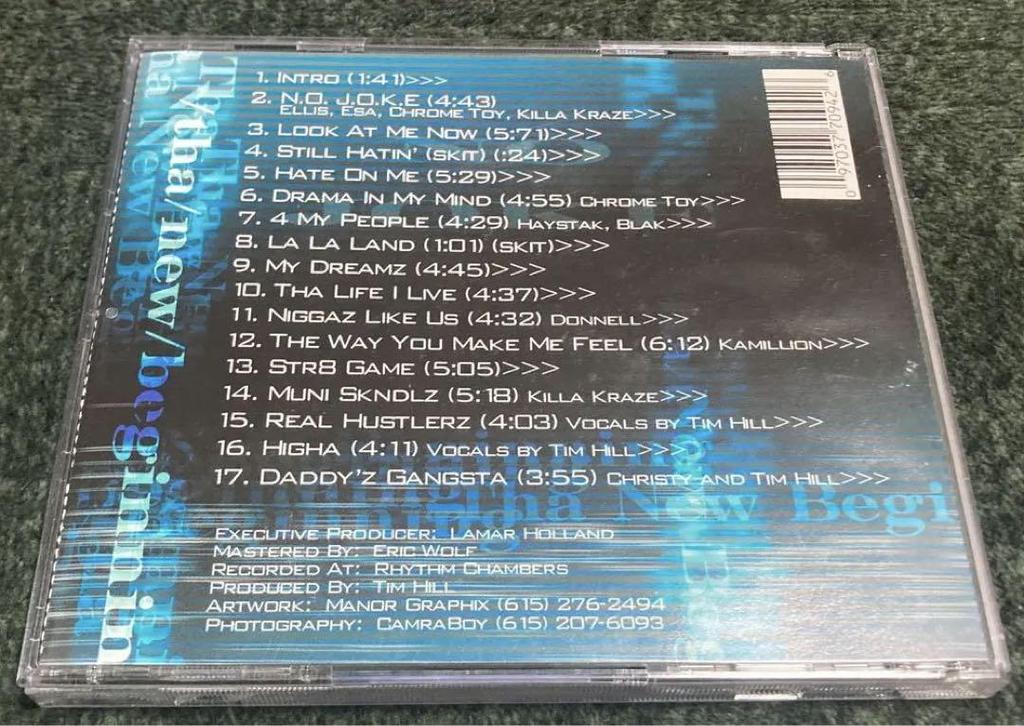 1. Intro (1:41)>>>
2. N.O. J.O.K.E (4:43)
Ellis, Esa, Chrome Toy, Killa Kraze>>>
3. Look At Me Now (5:71)>>>
4. Still Hatin' (skit) (:24)>>>
5. Hate On Me (5:29)>>>
6. Drama In My Mind (4:55) Chrome Toy>>>
7. 4 My People (4:29) Haystak, Blak>>>
8. La La Land (1:01) (skit)>>>
9. My Dreamz (4:45)>>>
10. Tha Life I Live (4:37)>>>
11. Niggaz Like Us (4:32) Donnell>>>
12. The Way You Make Me Feel (6:12) Kamillion>>>
13. Str8 Game (5:05)>>>
14. Muni Skndlz (5:18) Killa Kraze>>>
15. Real Hustlerz (4:03) Vocals by Tim Hill>>>
16. Higha (4:11) Vocals by Tim Hill>>>
17. Daddy'z Gangsta (3:55) Christy and Tim Hill>>>
Executive Producer: Lamar Holland
Mastered By: Eric Wolf
Recorded At: Rhythm Chambers
Produced By: Tim Hill
Artwork: Manor Graphix (615) 276-2494
Photography: CamraBoy (615) 207-6093
/tha/new/beginnin
tha New Begi
0 97037 70942 6